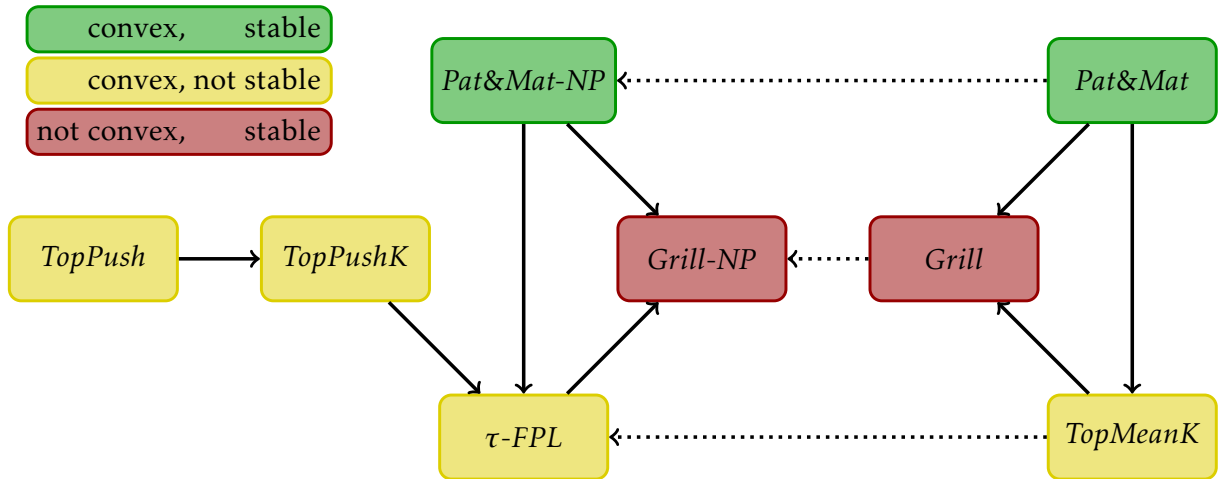 convex, stable
convex, not stable
not convex, stable
Pat&Mat-NP
Pat&Mat
TopPush
TopPushK
Grill-NP
Grill
τ-FPL
TopMeanK